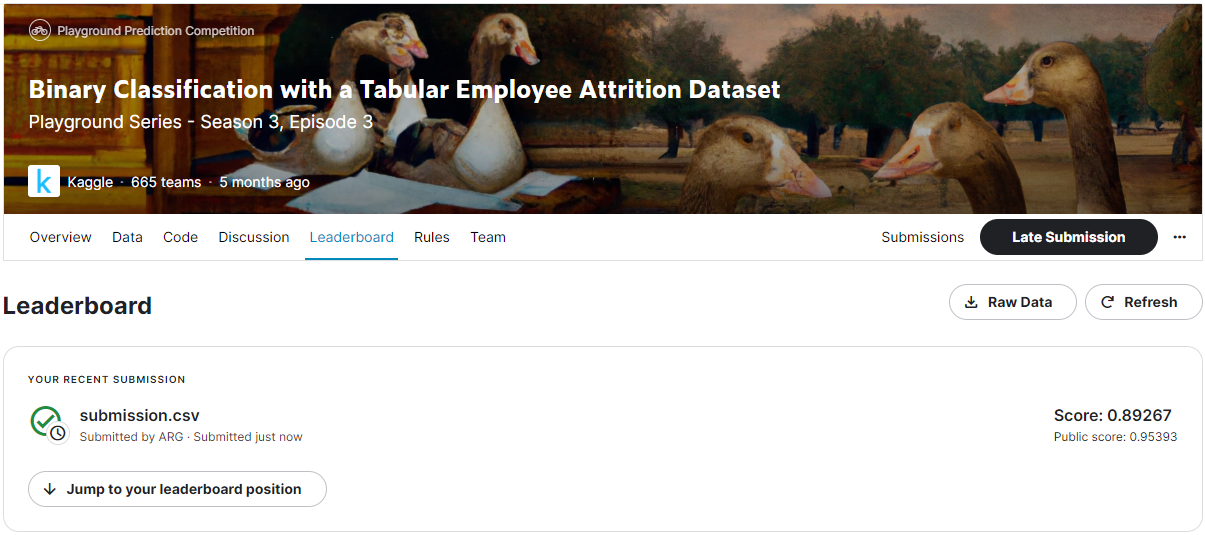 Playground Prediction Competition
Binary Classification with a Tabular Employee Attrition Dataset
Playground Series - Season 3, Episode 3
k Kaggle · 665 teams · 5 months ago
Overview Data Code Discussion Leaderboard Rules Team Submissions Late Submission ···
Leaderboard Raw Data Refresh
YOUR RECENT SUBMISSION
submission.csv Score: 0.89267
Submitted by ARG · Submitted just now Public score: 0.95393
Jump to your leaderboard position